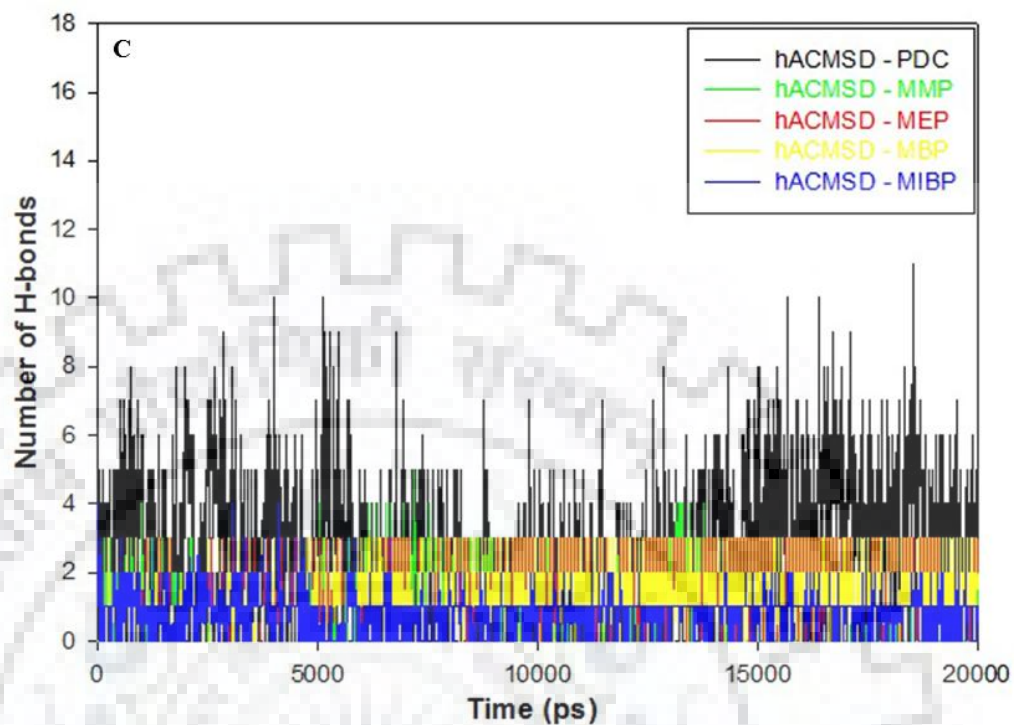 C
hACMSD - PDC
hACMSD - MMP
hACMSD - MEP
hACMSD - MBP
hACMSD - MIBP
Number of H-bonds
18
16
14
12
10
8
6
4
2
0
0 5000 10000 15000 20000
Time (ps)